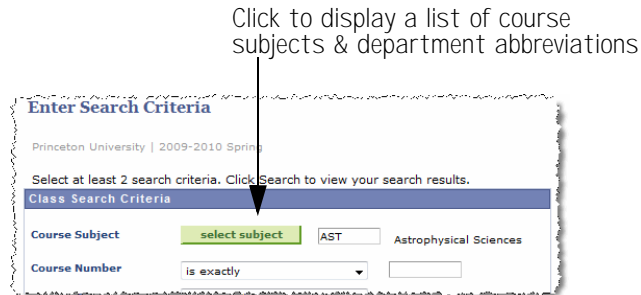 Click to display a list of course
subjects & department abbreviations
Enter Search Criteria
Princeton University | 2009-2010 Spring
Select at least 2 search criteria. Click Search to view your search results.
Class Search Criteria
Course Subject select subject AST Astrophysical Sciences
Course Number is exactly